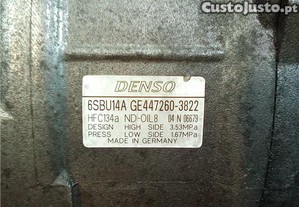 CustoJusto.pt
DENSO
6SBU14A GE447260-3822
HFC134a ND-OIL8 04 N 06679
DESIGN HIGH SIDE 3.53MPa
PRESS LOW SIDE 1.67MPa
MADE IN GERMANY